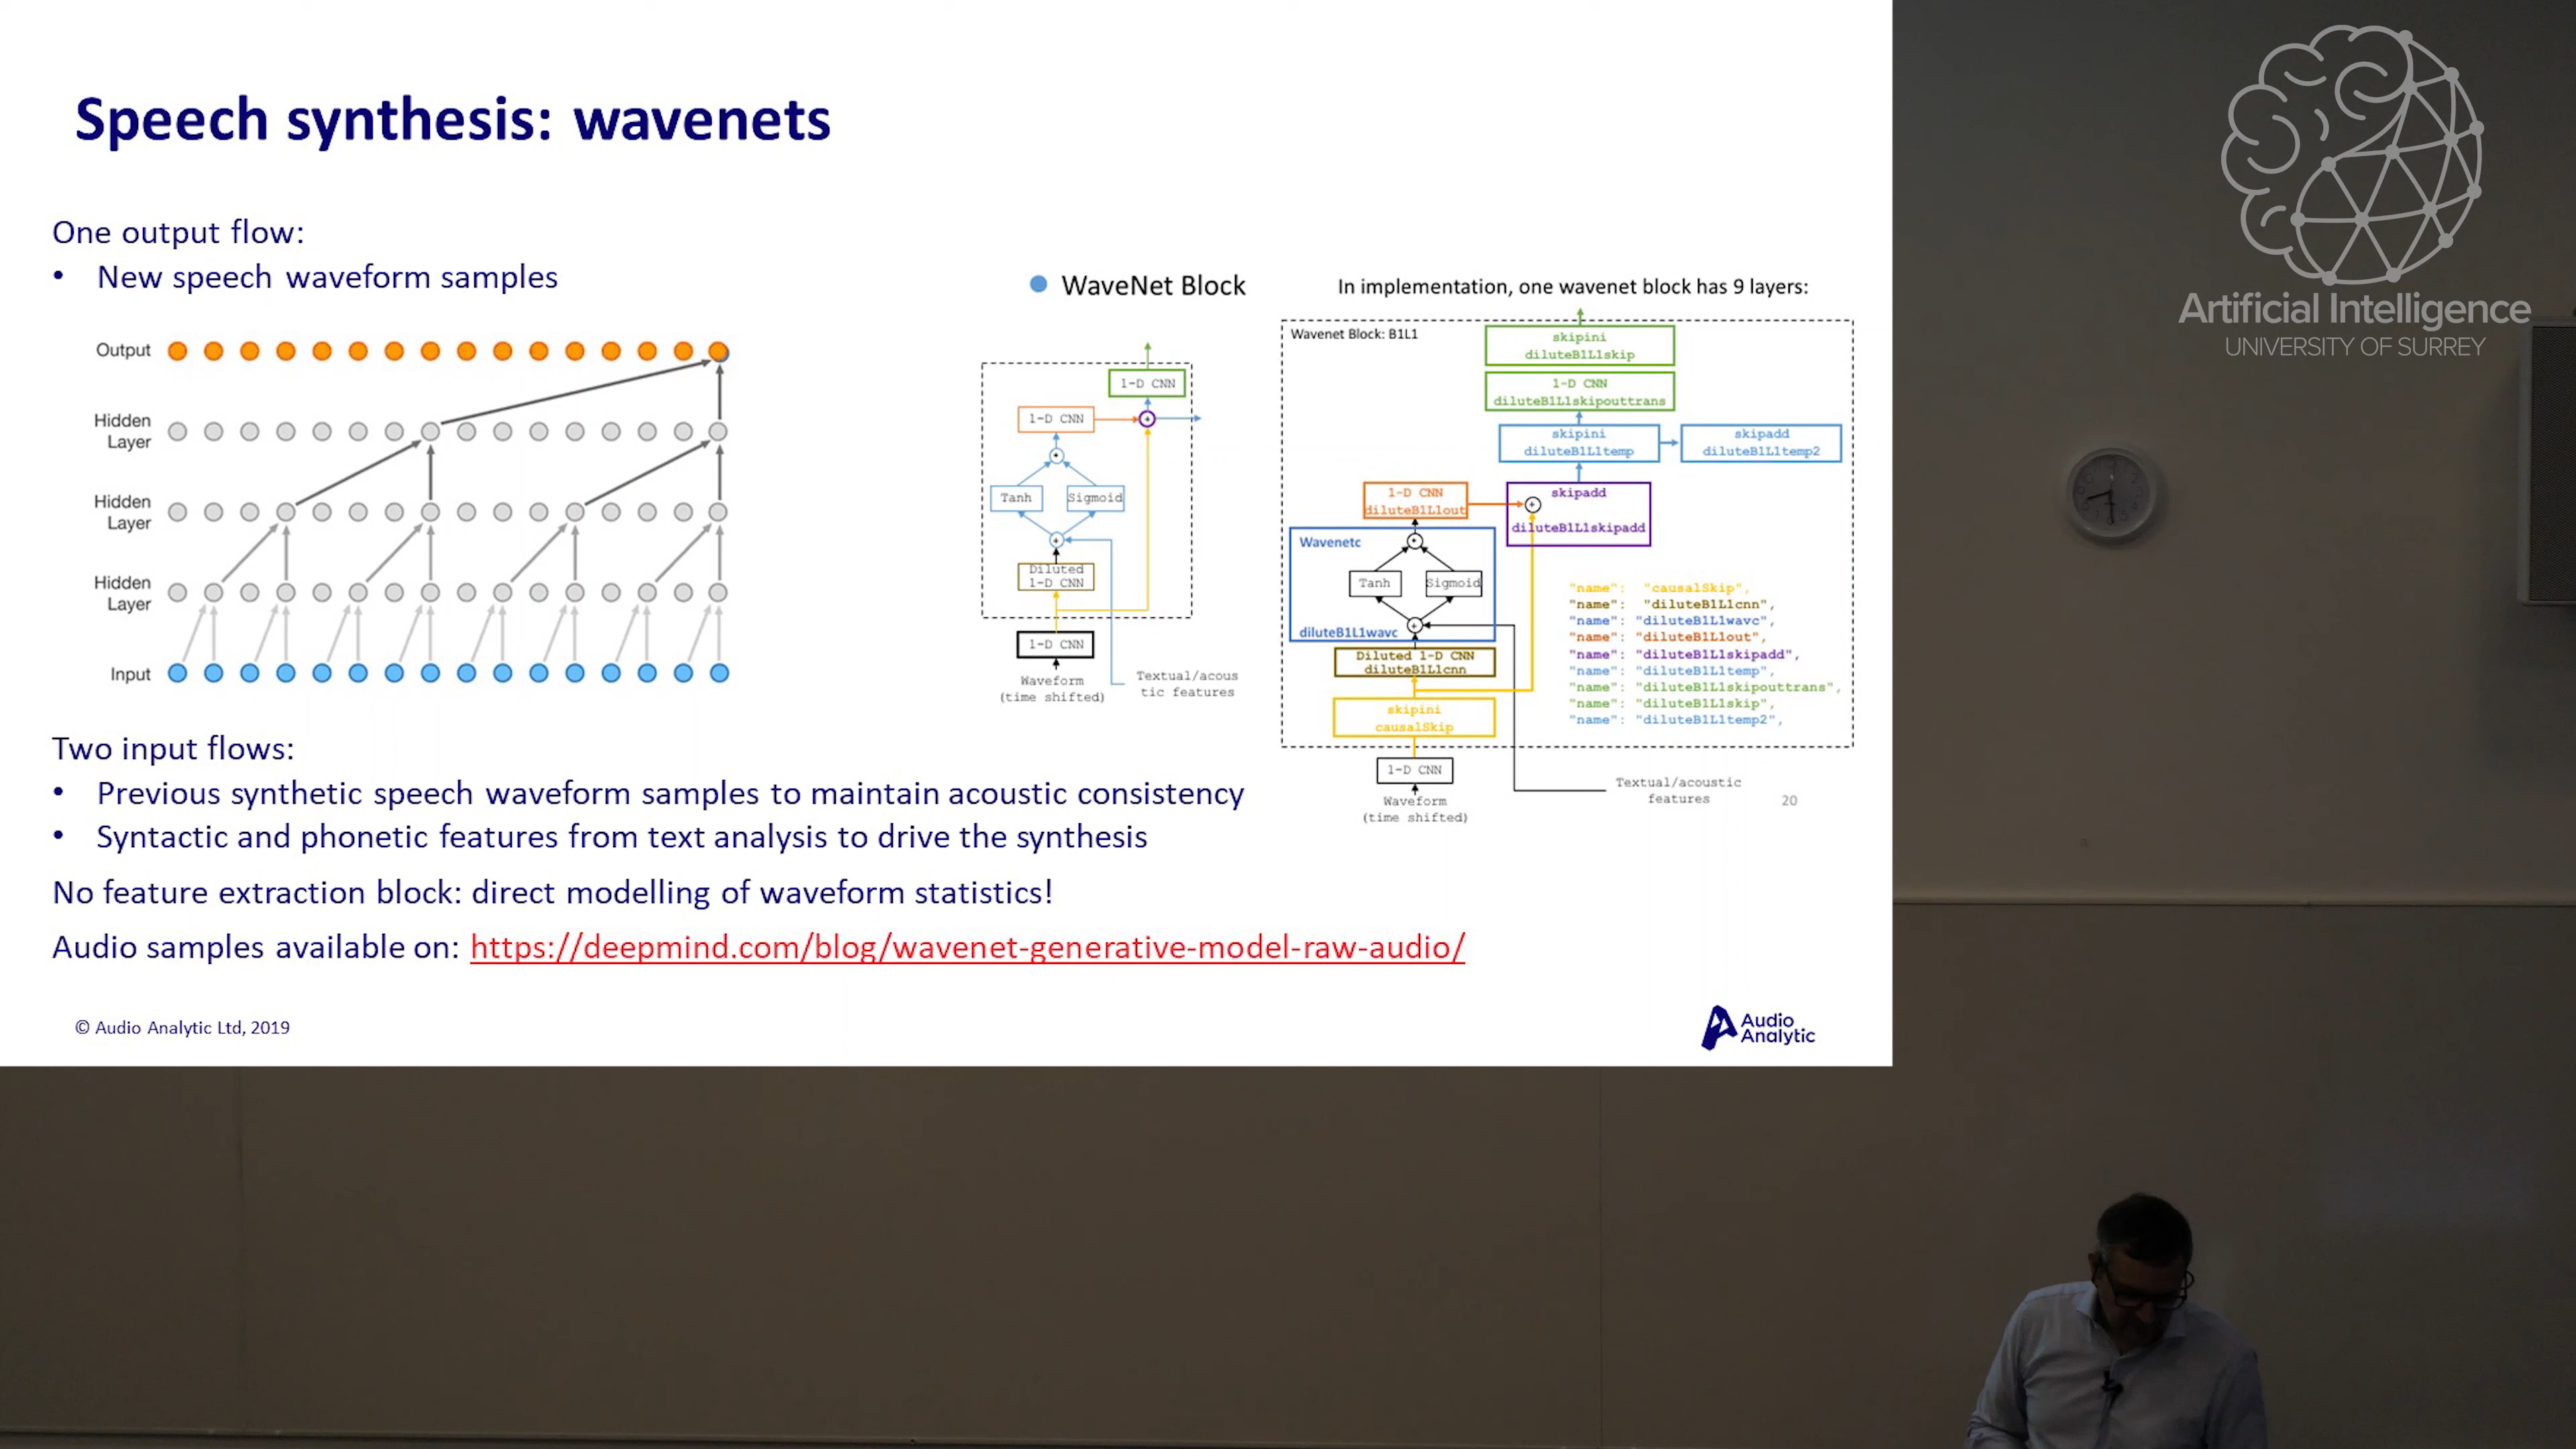 Speech synthesis: wavenets
One output flow:
• New speech waveform samples
Output
Hidden
Layer
Hidden
Layer
Hidden
Layer
Input
WaveNet Block
1-D CNN
1-D CNN
Tanh
Sigmoid
Diluted
1-D CNN
1-D CNN
Waveform
(time shifted)
Textual/acous
tic features
In implementation, one wavenet block has 9 layers:
Wavenet Block: B1L1
skipini
diluteB1L1skip
1-D CNN
diluteB1L1skipouttrans
skipini
diluteB1L1temp
skipadd
diluteB1L1temp2
1-D CNN
diluteB1L1out
skipadd
diluteB1L1skipadd
Wavenetc
Tanh
Sigmoid
diluteB1L1wavc
Diluted 1-D CNN
diluteB1L1cnn
skipini
causalSkip
"name": "causalSkip",
"name": "diluteB1L1cnn",
"name": "diluteB1L1wavc",
"name": "diluteB1L1out",
"name": "diluteB1L1skipadd",
"name": "diluteB1L1temp",
"name": "diluteB1L1skipouttrans",
"name": "diluteB1L1skip",
"name": "diluteB1L1temp2",
1-D CNN
Waveform
(time shifted)
Textual/acoustic
features
20
Two input flows:
• Previous synthetic speech waveform samples to maintain acoustic consistency
• Syntactic and phonetic features from text analysis to drive the synthesis
No feature extraction block: direct modelling of waveform statistics!
Audio samples available on: https://deepmind.com/blog/wavenet-generative-model-raw-audio/
© Audio Analytic Ltd, 2019
Audio
Analytic
Artificial Intelligence
UNIVERSITY OF SURREY